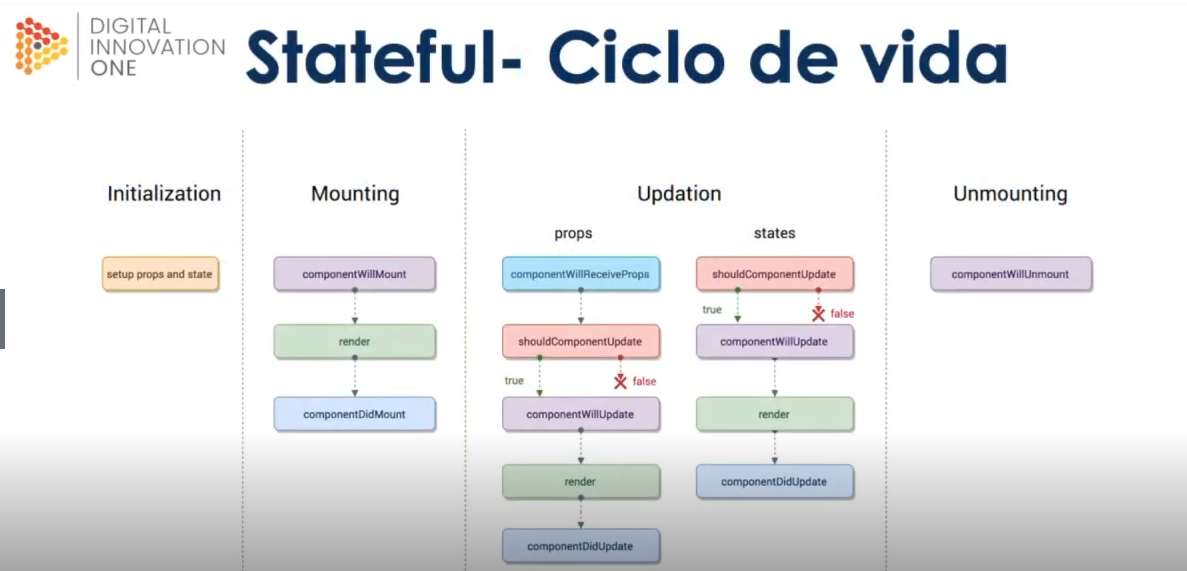 DIGITAL
INNOVATION
ONE
Stateful- Ciclo de vida
Initialization
setup props and state
Mounting
componentWillMount
render
componentDidMount
Updation
props
componentWillReceiveProps
shouldComponentUpdate
true
false
componentWillUpdate
render
componentDidUpdate
states
shouldComponentUpdate
true
false
componentWillUpdate
render
componentDidUpdate
Unmounting
componentWillUnmount